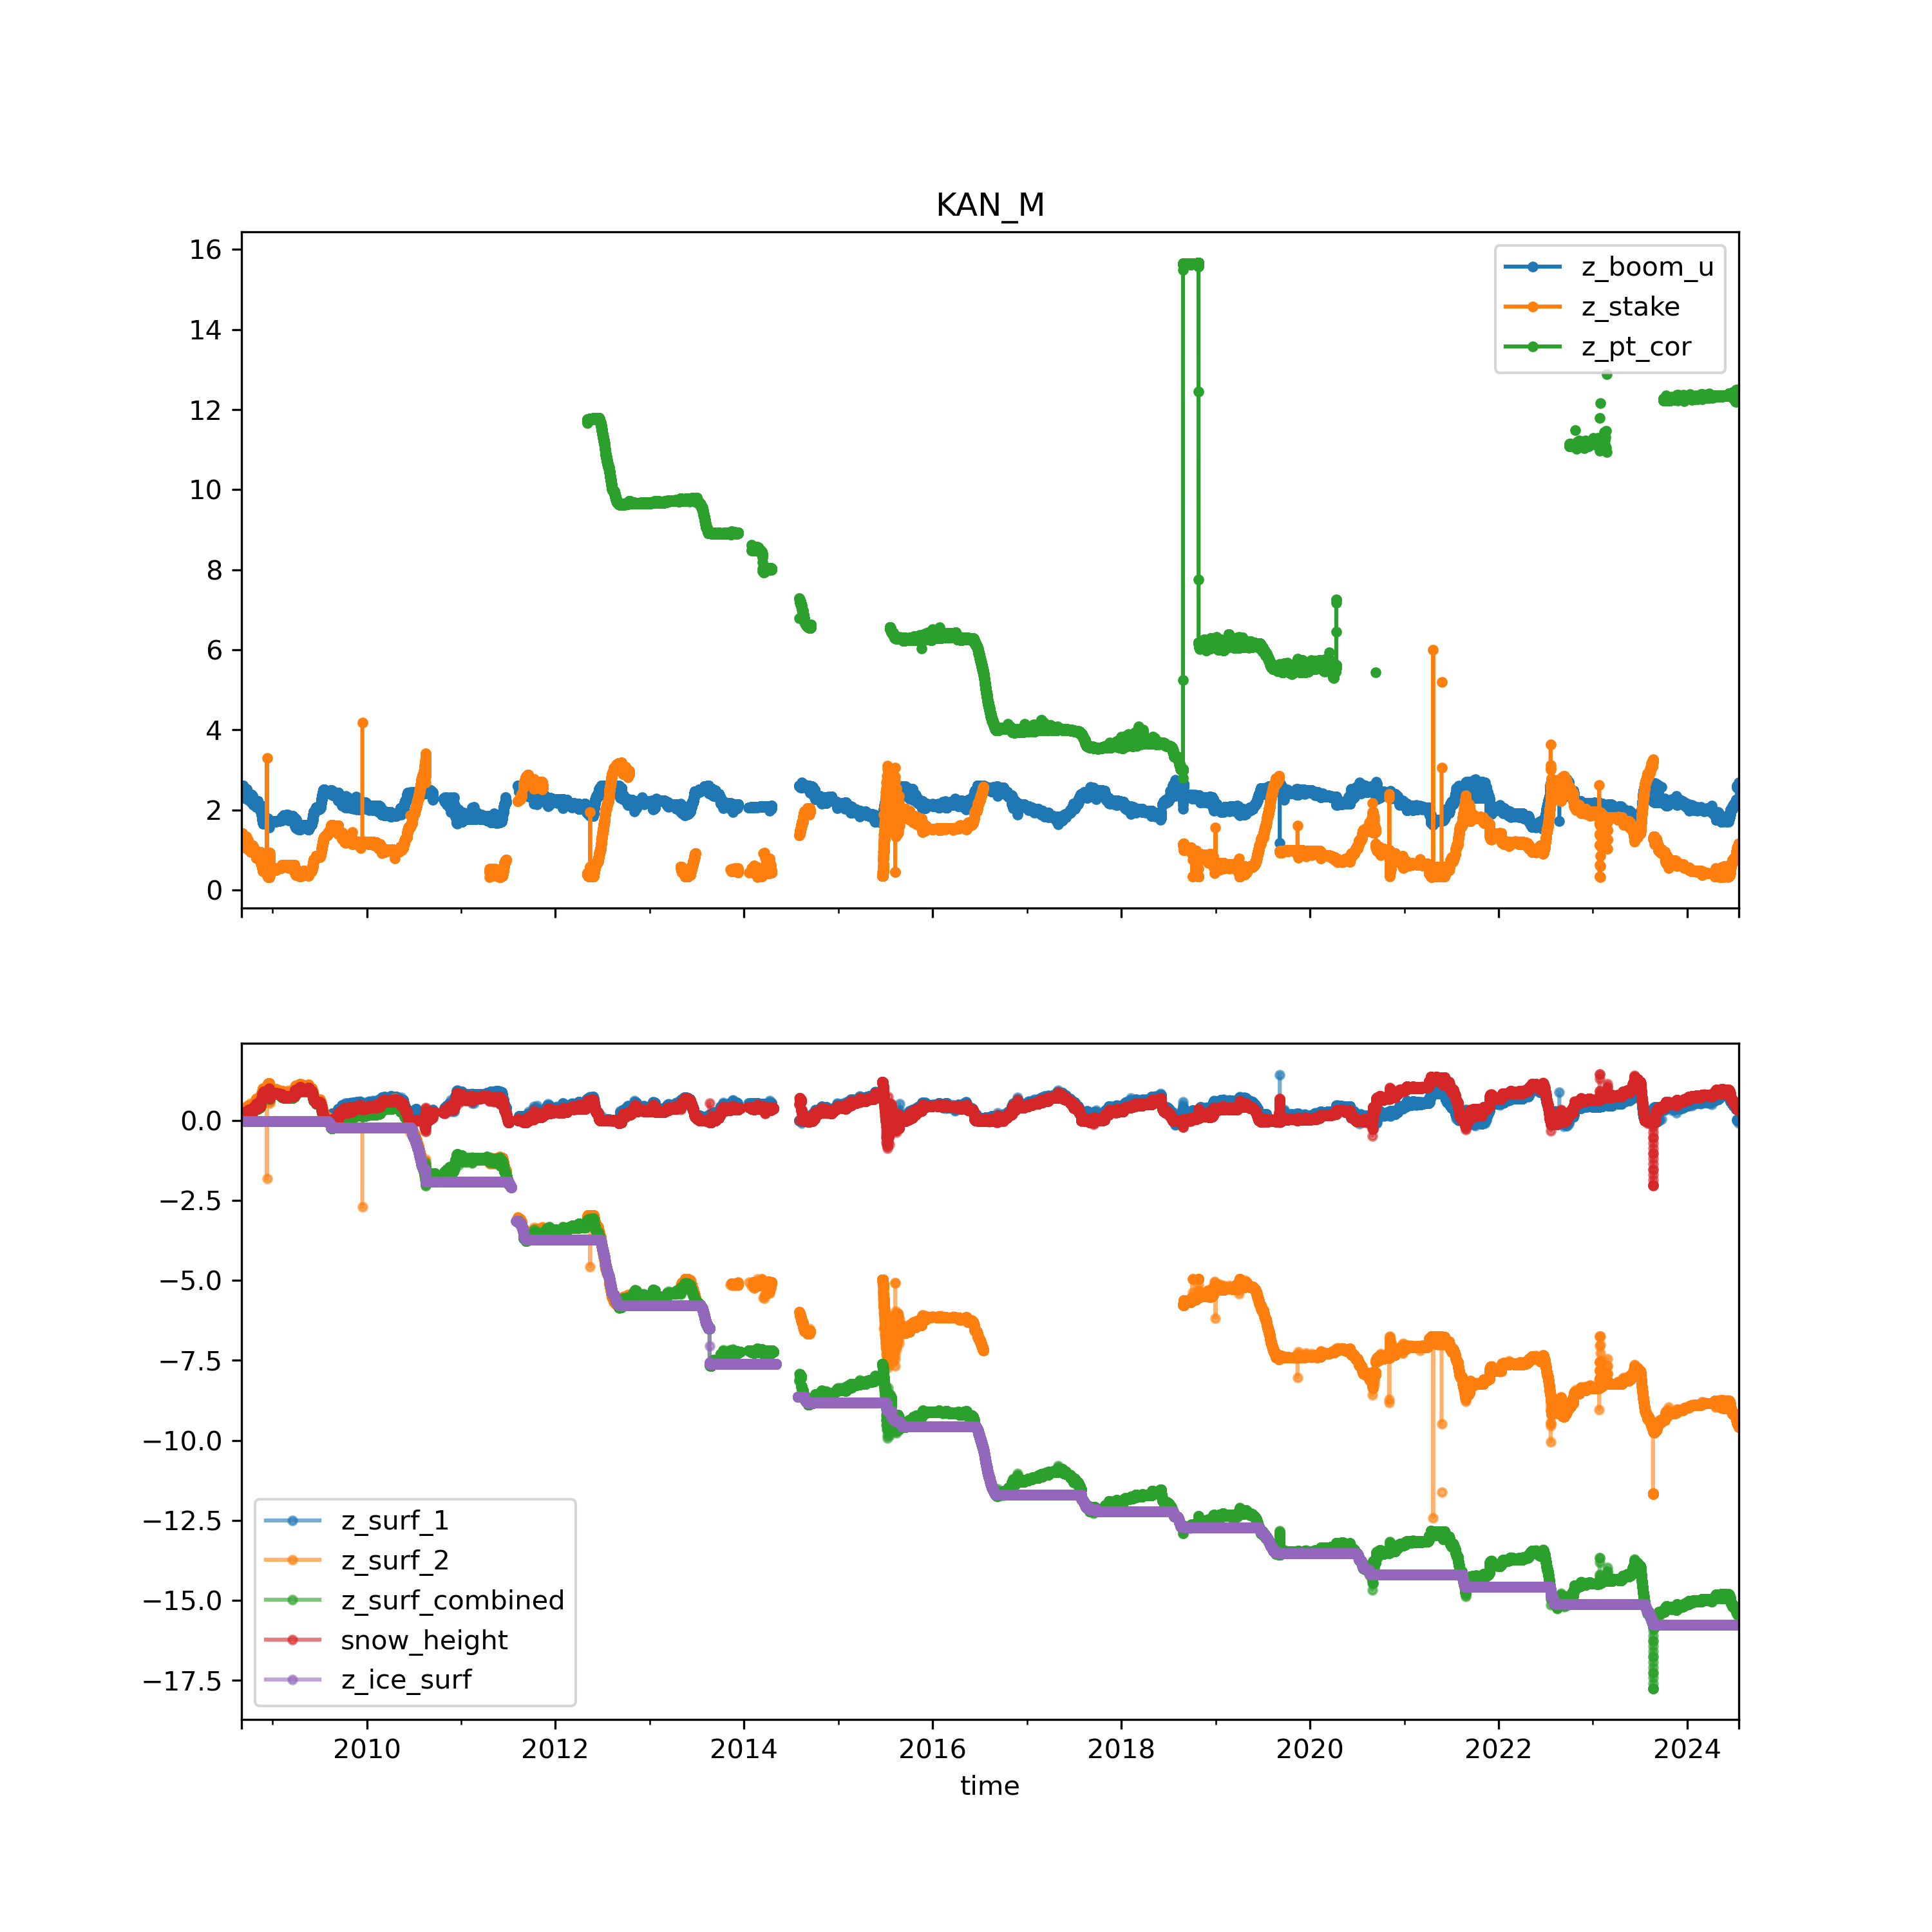 KAN_M
16
14
12
10
8
6
4
2
0
z_boom_u
z_stake
z_pt_cor
0.0
−2.5
−5.0
−7.5
−10.0
−12.5
−15.0
−17.5
z_surf_1
z_surf_2
z_surf_combined
snow_height
z_ice_surf
2010 2012 2014 2016 2018 2020 2022 2024
time